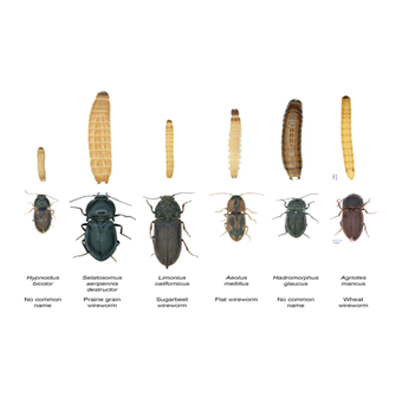 Hypnoidus bicolor
No common name
Selatosomus aeripennis destructor
Prairie grain wireworm
Limonius californicus
Sugarbeet wireworm
Aeolus mellillus
Flat wireworm
Hadromorphus glaucus
No common name
Agriotes mancus
Wheat wireworm